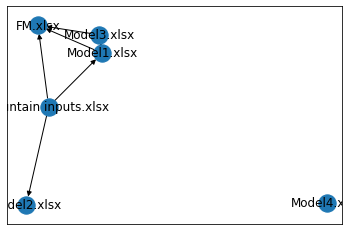 FM.xlsx
Model3.xlsx
Model1.xlsx
ntain inputs.xlsx
del2.xlsx
Model4.x